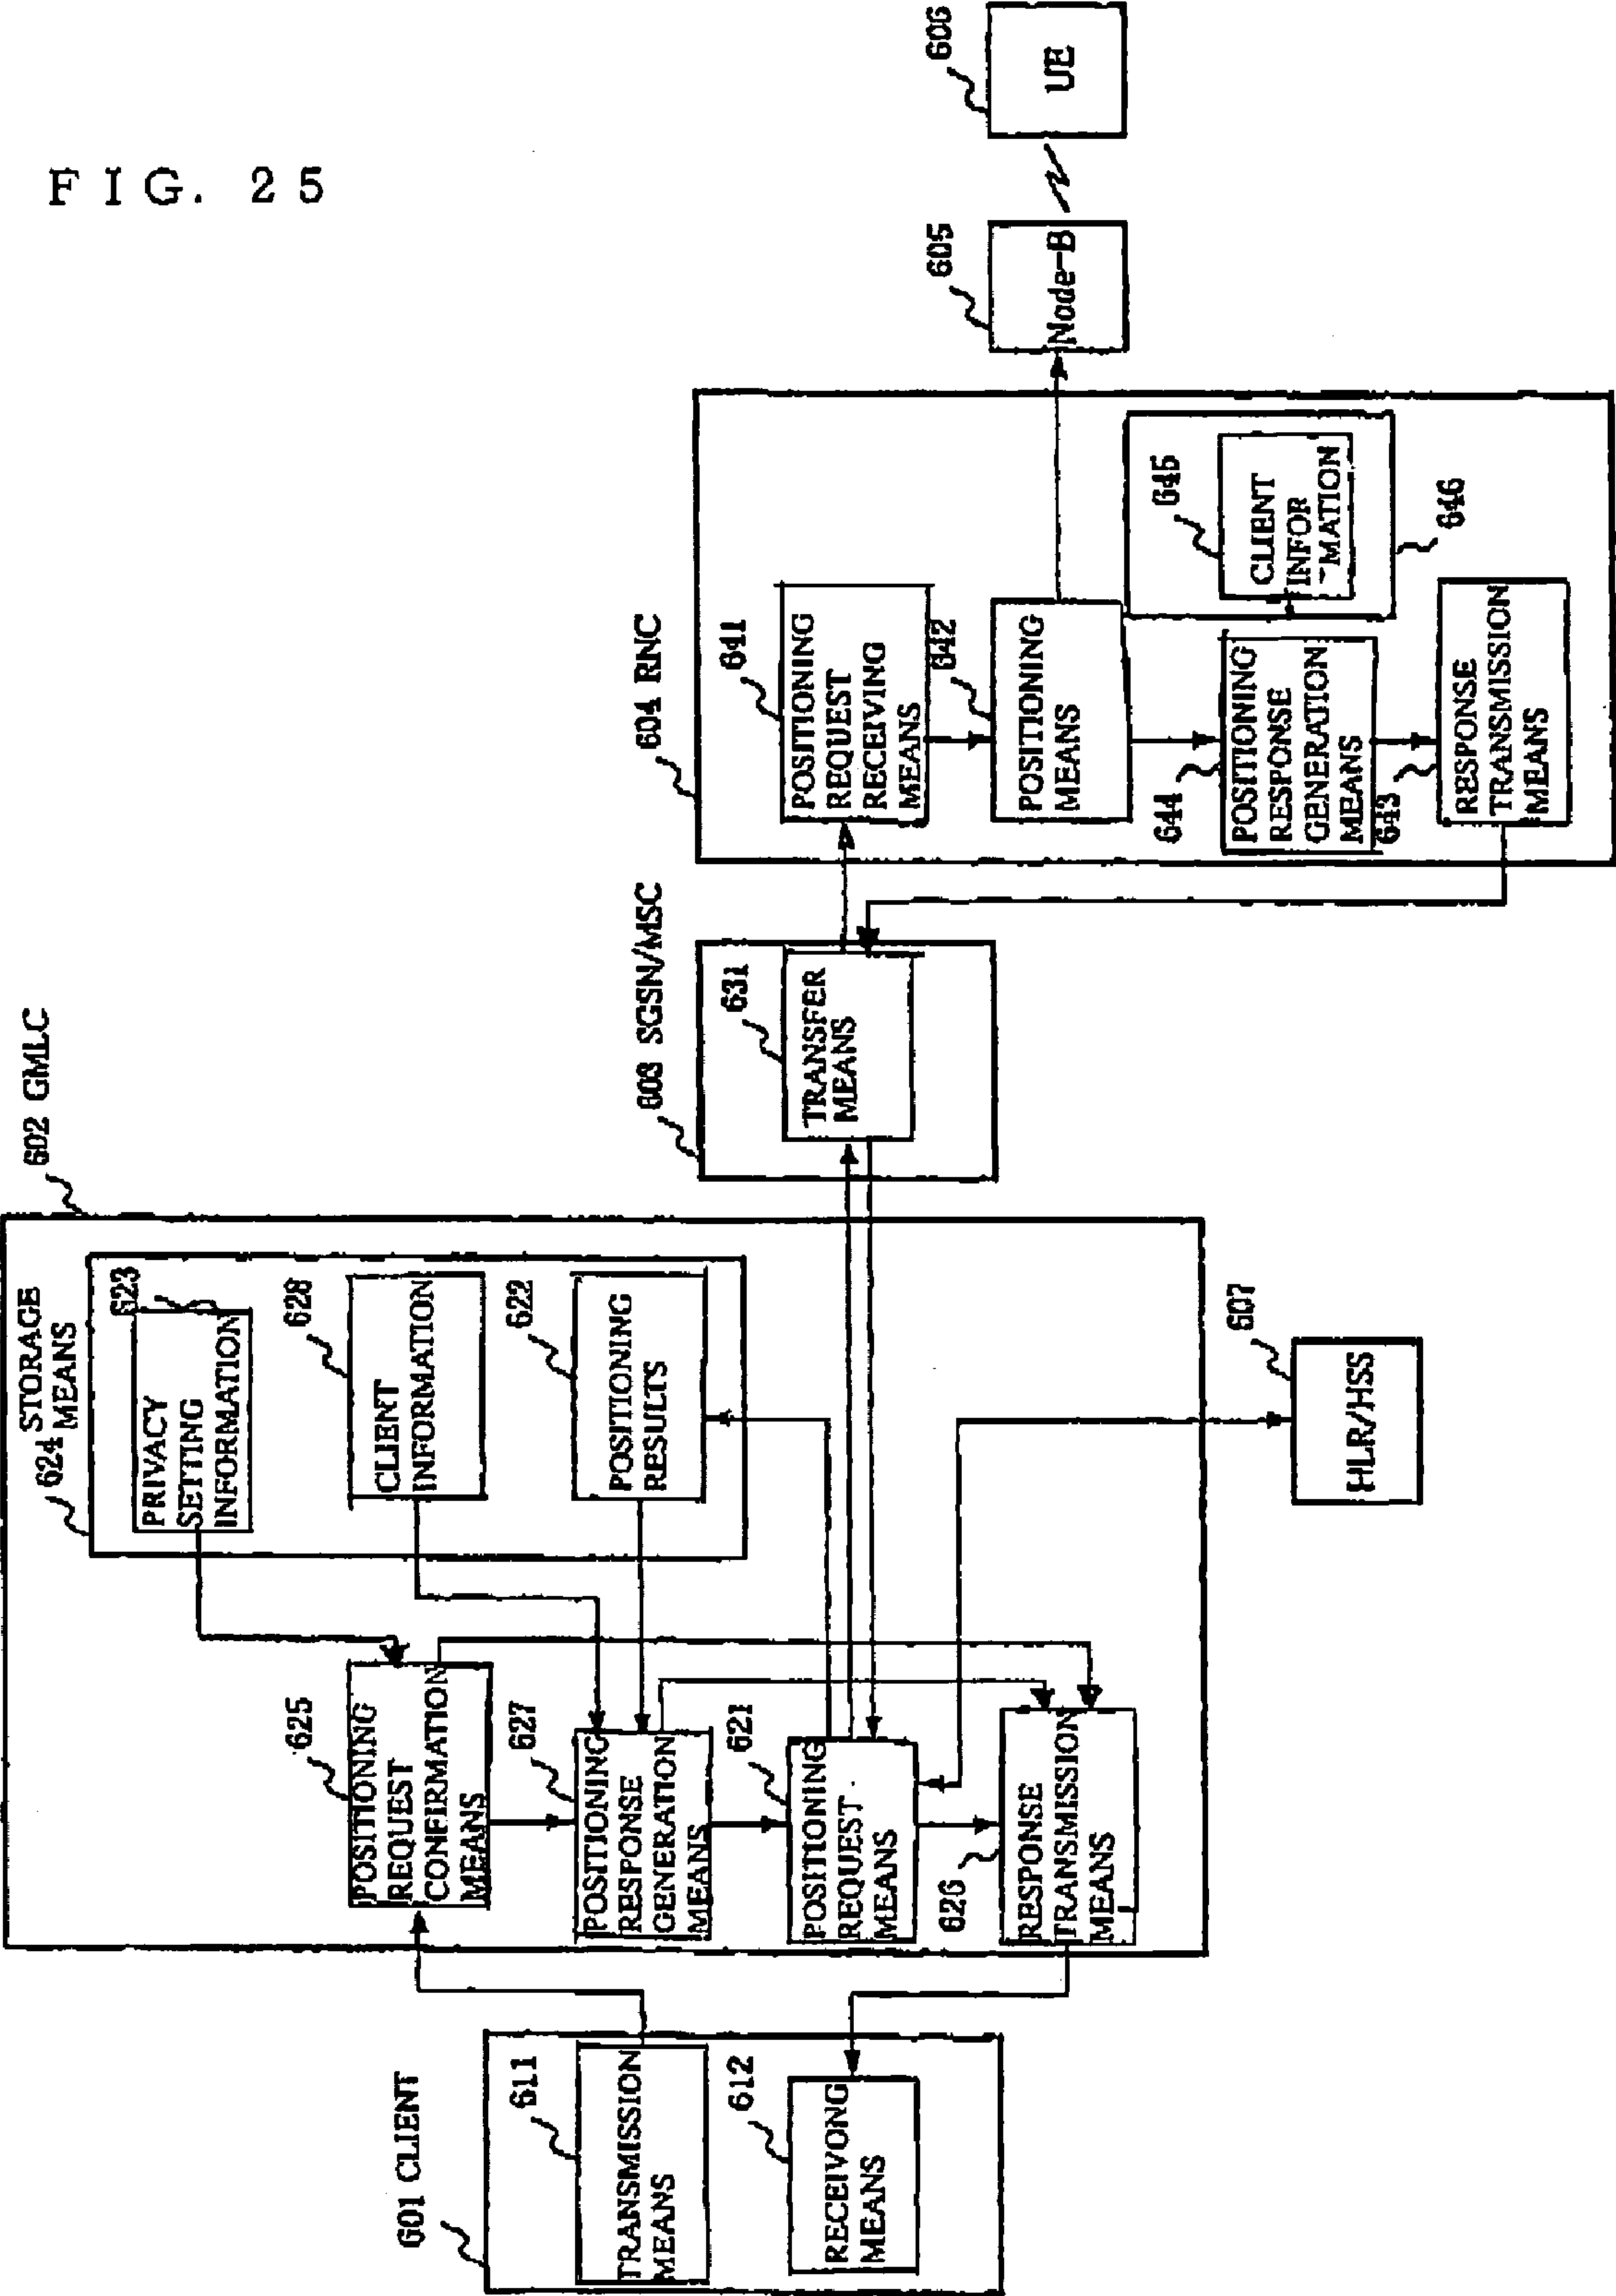 FIG. 25
601 CLIENT
611
TRANSMISSION
MEANS
612
RECEIVONG
MEANS
602 GMLC
STORAGE
MEANS
624
623
PRIVACY
SETTING
INFORMATION
628
CLIENT
INFORMATION
622
POSITIONING
RESULTS
625
POSITIONING
REQUEST
CONFIRMATION
MEANS
627
POSITIONING
RESPONSE
GENERATION
MEANS
621
POSITIONING
REQUEST
MEANS
626
RESPONSE
TRANSMISSION
MEANS
607
HLR/HSS
603 SGSN/MSC
631
TRANSFER
MEANS
604 RNC
641
POSITIONING
REQUEST
RECEIVING
MEANS
642
POSITIONING
MEANS
644
POSITIONING
RESPONSE
GENERATION
MEANS
643
RESPONSE
TRANSMISSION
MEANS
645
CLIENT
INFOR
-MATION
646
605
Node-B
606
UE